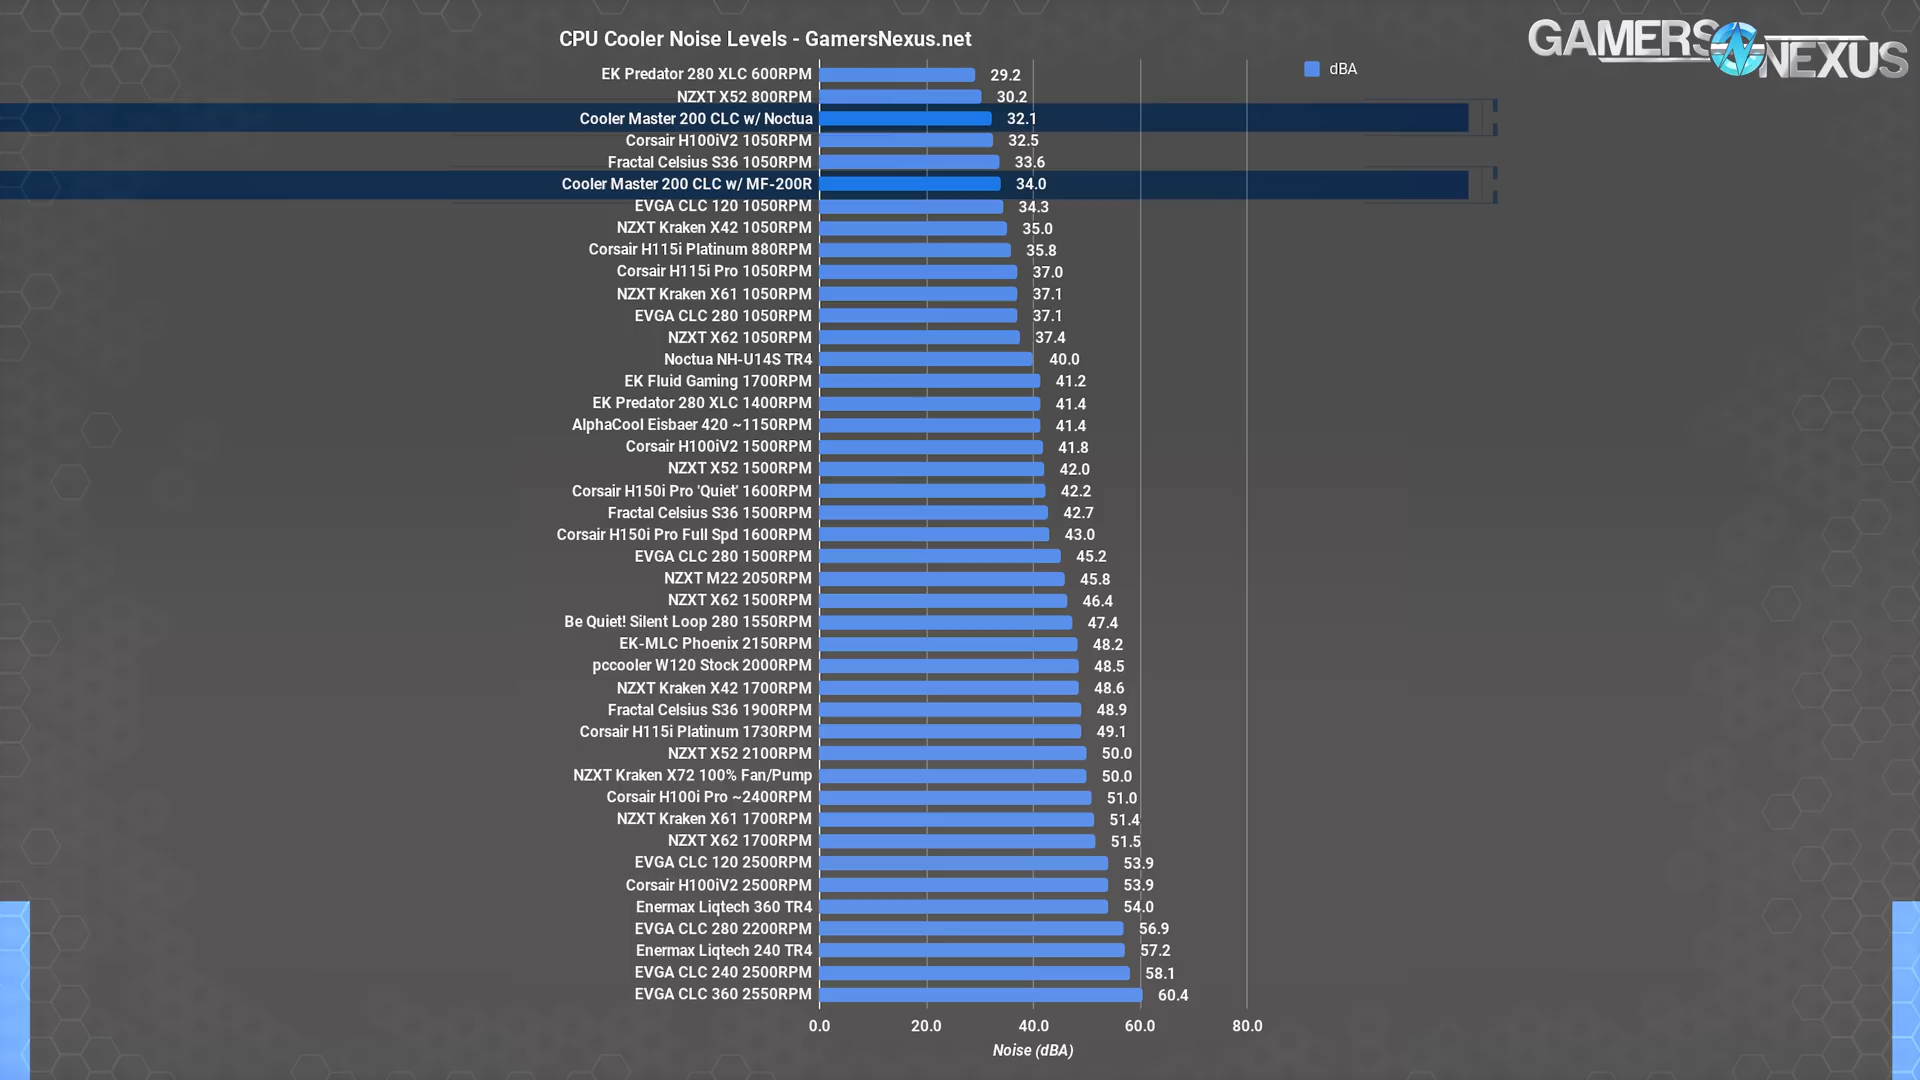 GAMERS NEXUS
CPU Cooler Noise Levels - GamersNexus.net
dBA
EK Predator 280 XLC 600RPM 29.2
NZXT X52 800RPM 30.2
Cooler Master 200 CLC w/ Noctua 32.1
Corsair H100iV2 1050RPM 32.5
Fractal Celsius S36 1050RPM 33.6
Cooler Master 200 CLC w/ MF-200R 34.0
EVGA CLC 120 1050RPM 34.3
NZXT Kraken X42 1050RPM 35.0
Corsair H115i Platinum 880RPM 35.8
Corsair H115i Pro 1050RPM 37.0
NZXT Kraken X61 1050RPM 37.1
EVGA CLC 280 1050RPM 37.1
NZXT X62 1050RPM 37.4
Noctua NH-U14S TR4 40.0
EK Fluid Gaming 1700RPM 41.2
EK Predator 280 XLC 1400RPM 41.4
AlphaCool Eisbaer 420 ~1150RPM 41.4
Corsair H100iV2 1500RPM 41.8
NZXT X52 1500RPM 42.0
Corsair H150i Pro 'Quiet' 1600RPM 42.2
Fractal Celsius S36 1500RPM 42.7
Corsair H150i Pro Full Spd 1600RPM 43.0
EVGA CLC 280 1500RPM 45.2
NZXT M22 2050RPM 45.8
NZXT X62 1500RPM 46.4
Be Quiet! Silent Loop 280 1550RPM 47.4
EK-MLC Phoenix 2150RPM 48.2
pccooler W120 Stock 2000RPM 48.5
NZXT Kraken X42 1700RPM 48.6
Fractal Celsius S36 1900RPM 48.9
Corsair H115i Platinum 1730RPM 49.1
NZXT X52 2100RPM 50.0
NZXT Kraken X72 100% Fan/Pump 50.0
Corsair H100i Pro ~2400RPM 51.0
NZXT Kraken X61 1700RPM 51.4
NZXT X62 1700RPM 51.5
EVGA CLC 120 2500RPM 53.9
Corsair H100iV2 2500RPM 53.9
Enermax Liqtech 360 TR4 54.0
EVGA CLC 280 2200RPM 56.9
Enermax Liqtech 240 TR4 57.2
EVGA CLC 240 2500RPM 58.1
EVGA CLC 360 2550RPM 60.4
0.0 20.0 40.0 60.0 80.0
Noise (dBA)